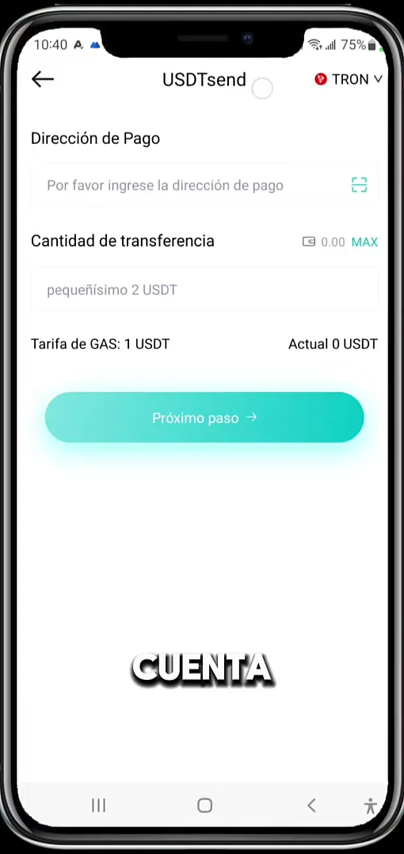 10:40
75%
USDTsend
TRON
Dirección de Pago
Por favor ingrese la dirección de pago
Cantidad de transferencia
0.00 MAX
pequeñísimo 2 USDT
Tarifa de GAS: 1 USDT
Actual 0 USDT
Próximo paso →
CUENTA